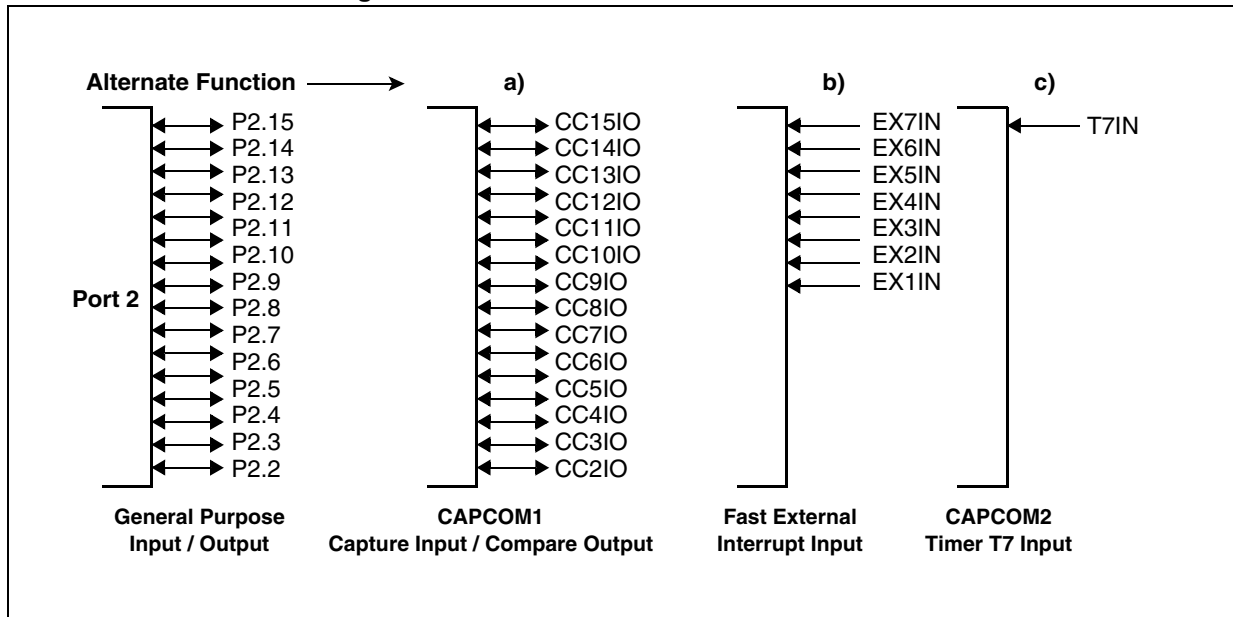 Alternate Function
a)
b)
c)
Port 2
P2.15
P2.14
P2.13
P2.12
P2.11
P2.10
P2.9
P2.8
P2.7
P2.6
P2.5
P2.4
P2.3
P2.2
General Purpose
Input / Output
CC15IO
CC14IO
CC13IO
CC12IO
CC11IO
CC10IO
CC9IO
CC8IO
CC7IO
CC6IO
CC5IO
CC4IO
CC3IO
CC2IO
CAPCOM1
Capture Input / Compare Output
EX7IN
EX6IN
EX5IN
EX4IN
EX3IN
EX2IN
EX1IN
Fast External
Interrupt Input
T7IN
CAPCOM2
Timer T7 Input